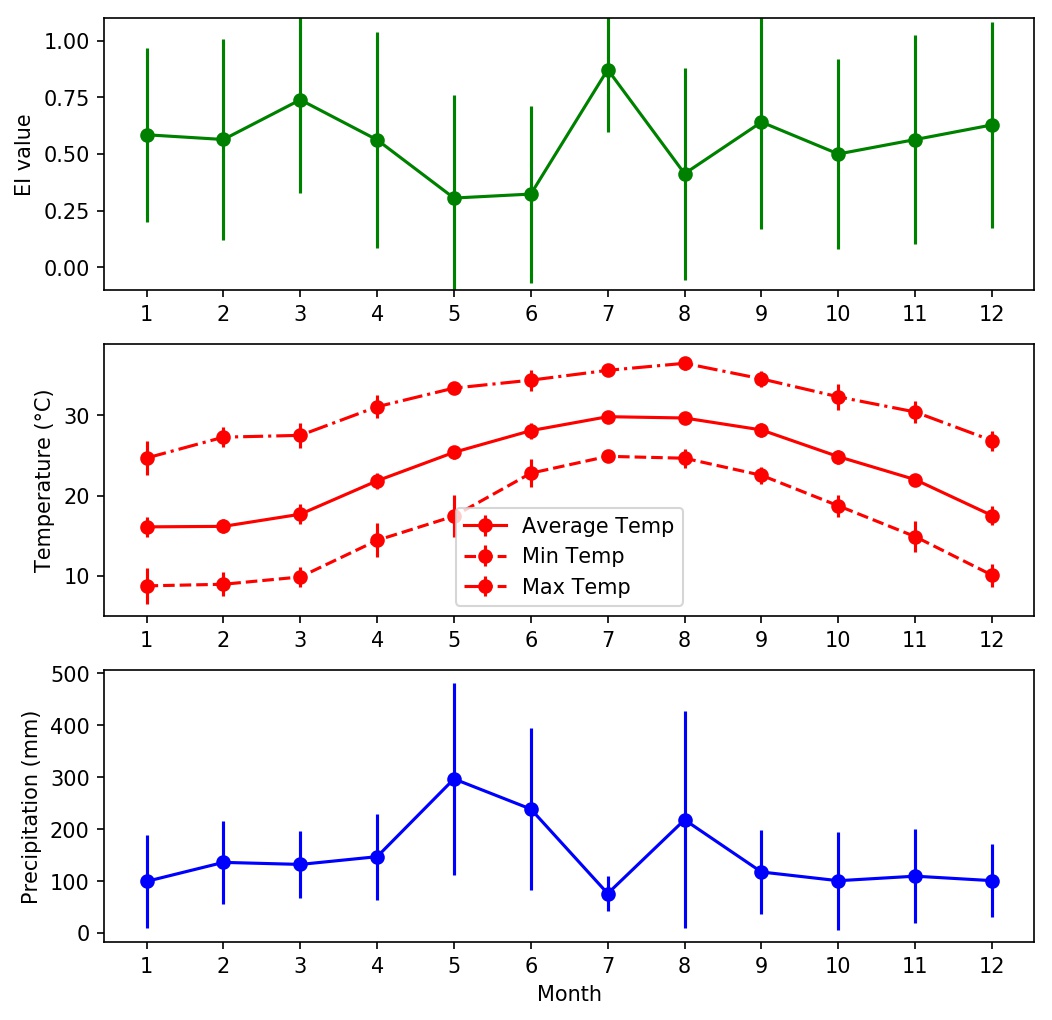 EI value
1.00
0.75
0.50
0.25
0.00
1 2 3 4 5 6 7 8 9 10 11 12
Temperature (°C)
30
20
10
Average Temp
Min Temp
Max Temp
1 2 3 4 5 6 7 8 9 10 11 12
Precipitation (mm)
500
400
300
200
100
0
1 2 3 4 5 6 7 8 9 10 11 12
Month